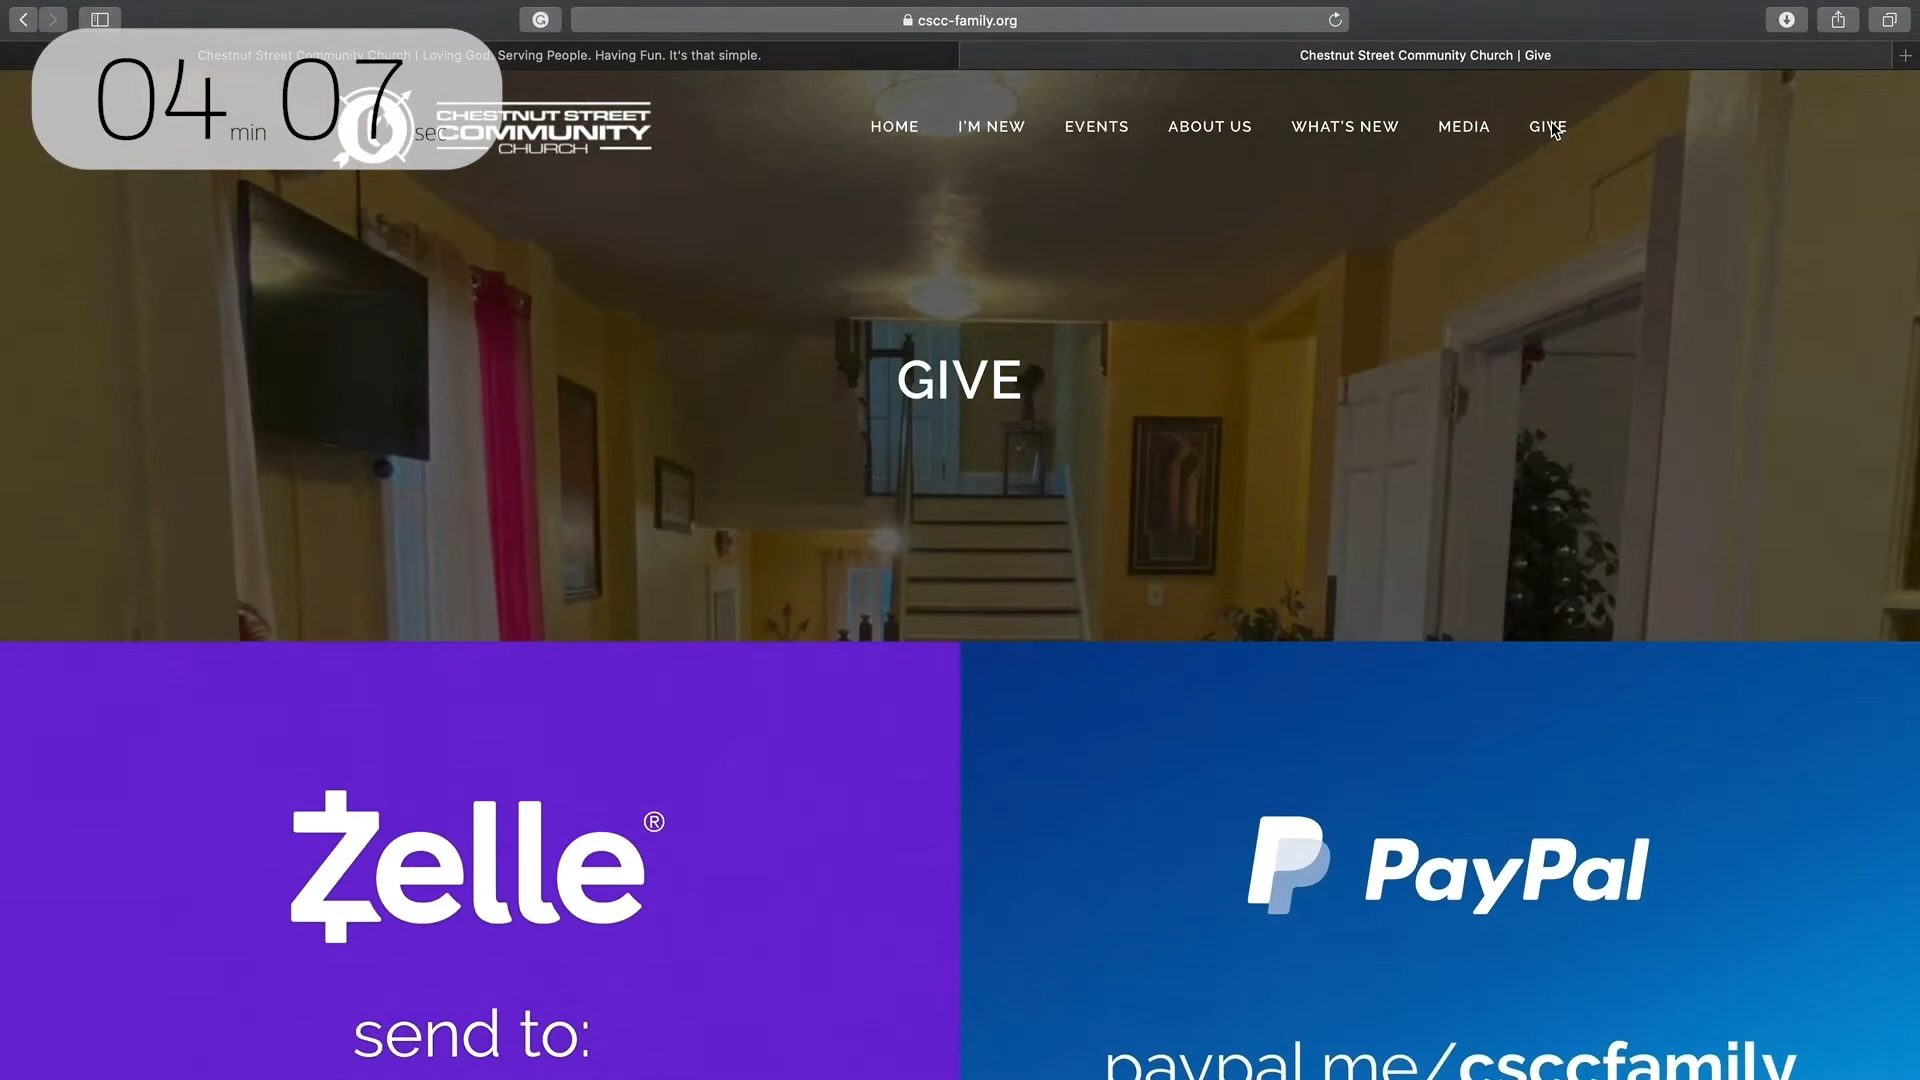 cscc-family.org
Chestnut Street Community Church | Loving God. Serving People. Having Fun. It's that simple.
Chestnut Street Community Church | Give
04 min 07 sec
CHESTNUT STREET
COMMUNITY
CHURCH
HOME I'M NEW EVENTS ABOUT US WHAT'S NEW MEDIA GIVE
GIVE
Zelle®
send to:
PayPal
paypal.me/csccfamily